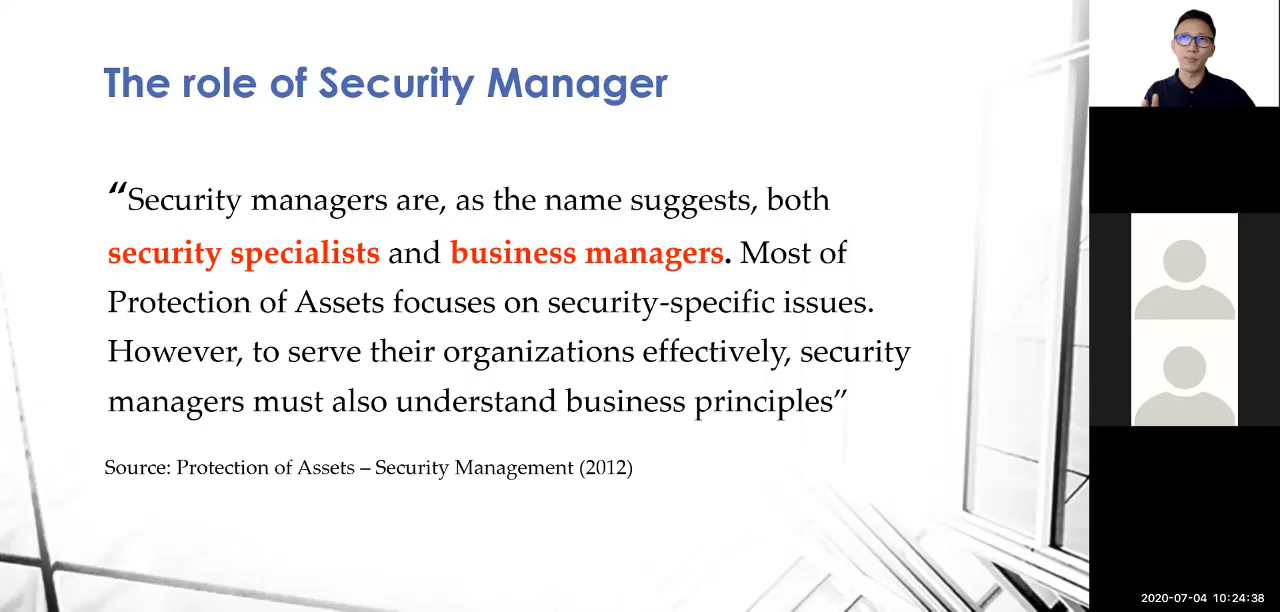 The role of Security Manager
“Security managers are, as the name suggests, both
security specialists and business managers. Most of
Protection of Assets focuses on security-specific issues.
However, to serve their organizations effectively, security
managers must also understand business principles”
Source: Protection of Assets – Security Management (2012)
2020-07-04 10:24:38